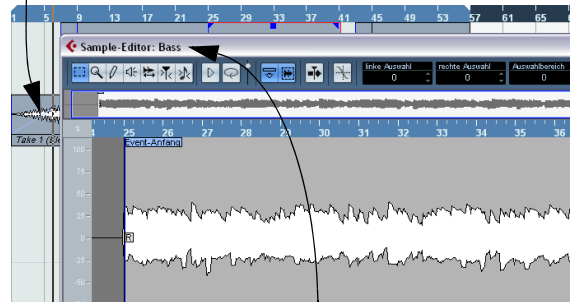 1 5 9 13 17 21 25 29 33 37 41 45 49 53 57 61 65
Sample-Editor: Bass
linke Auswahl rechte Auswahl Auswahlbereich
0 0 0
% 25 26 27 28 29 30 31 32 33 34 35 36
100
Event-Anfang
Take 1
75
50
25
R
0
-25
-50